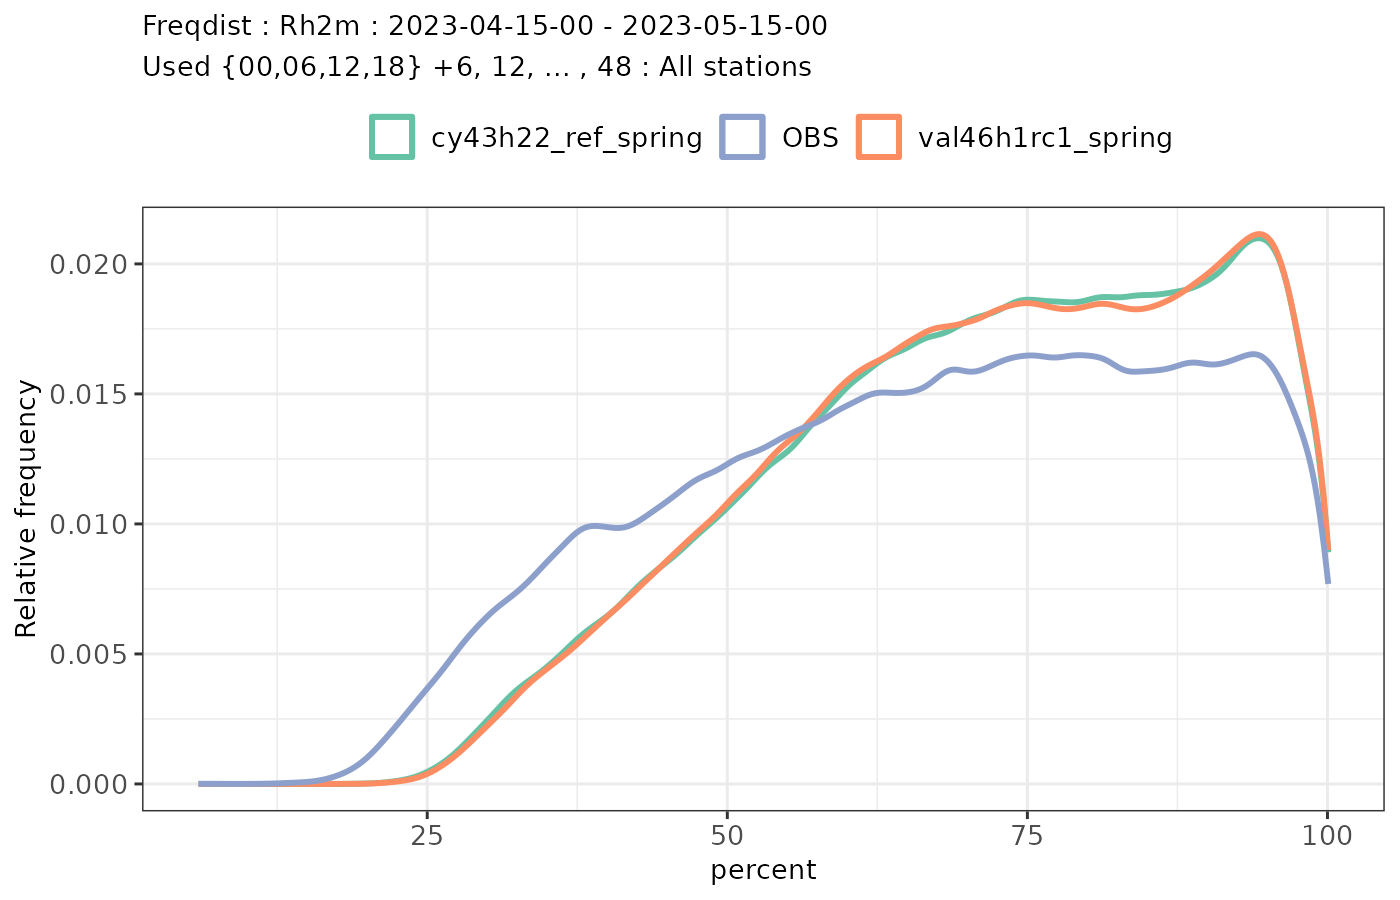 Freqdist : Rh2m : 2023-04-15-00 - 2023-05-15-00
Used {00,06,12,18} +6, 12, ... , 48 : All stations
cy43h22_ref_spring OBS val46h1rc1_spring
0.020
0.015
0.010
0.005
0.000
Relative frequency
25 50 75 100
percent